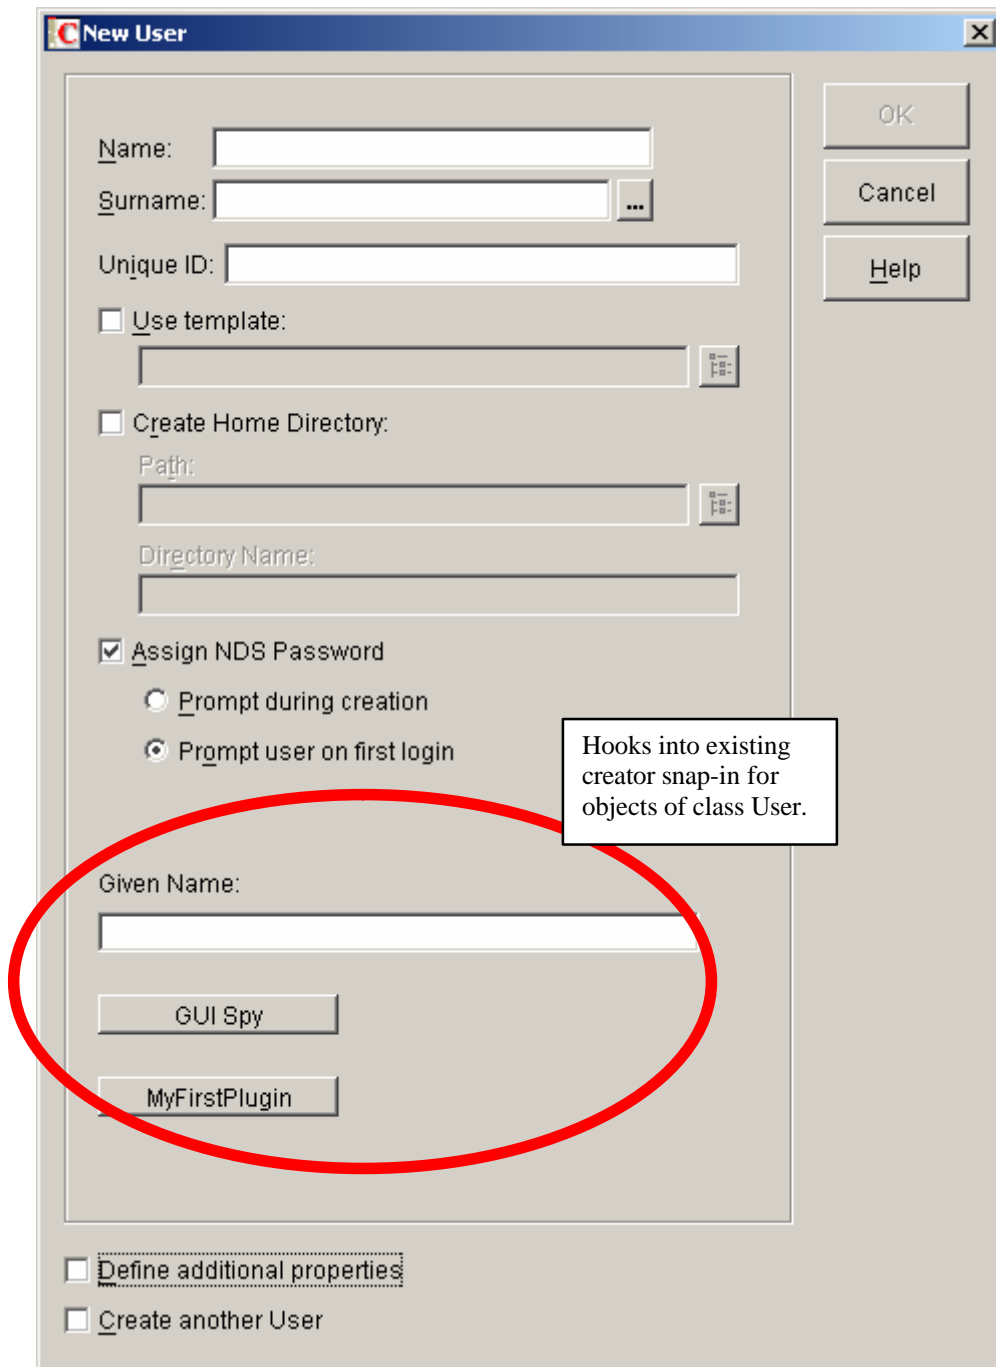 New User
Name:
OK
Surname:
...
Cancel
Unique ID:
Help
Use template:
Create Home Directory:
Path:
Directory Name:
Assign NDS Password
Prompt during creation
Prompt user on first login
Hooks into existing
creator snap-in for
objects of class User.
Given Name:
GUI Spy
MyFirstPlugin
Define additional properties
Create another User